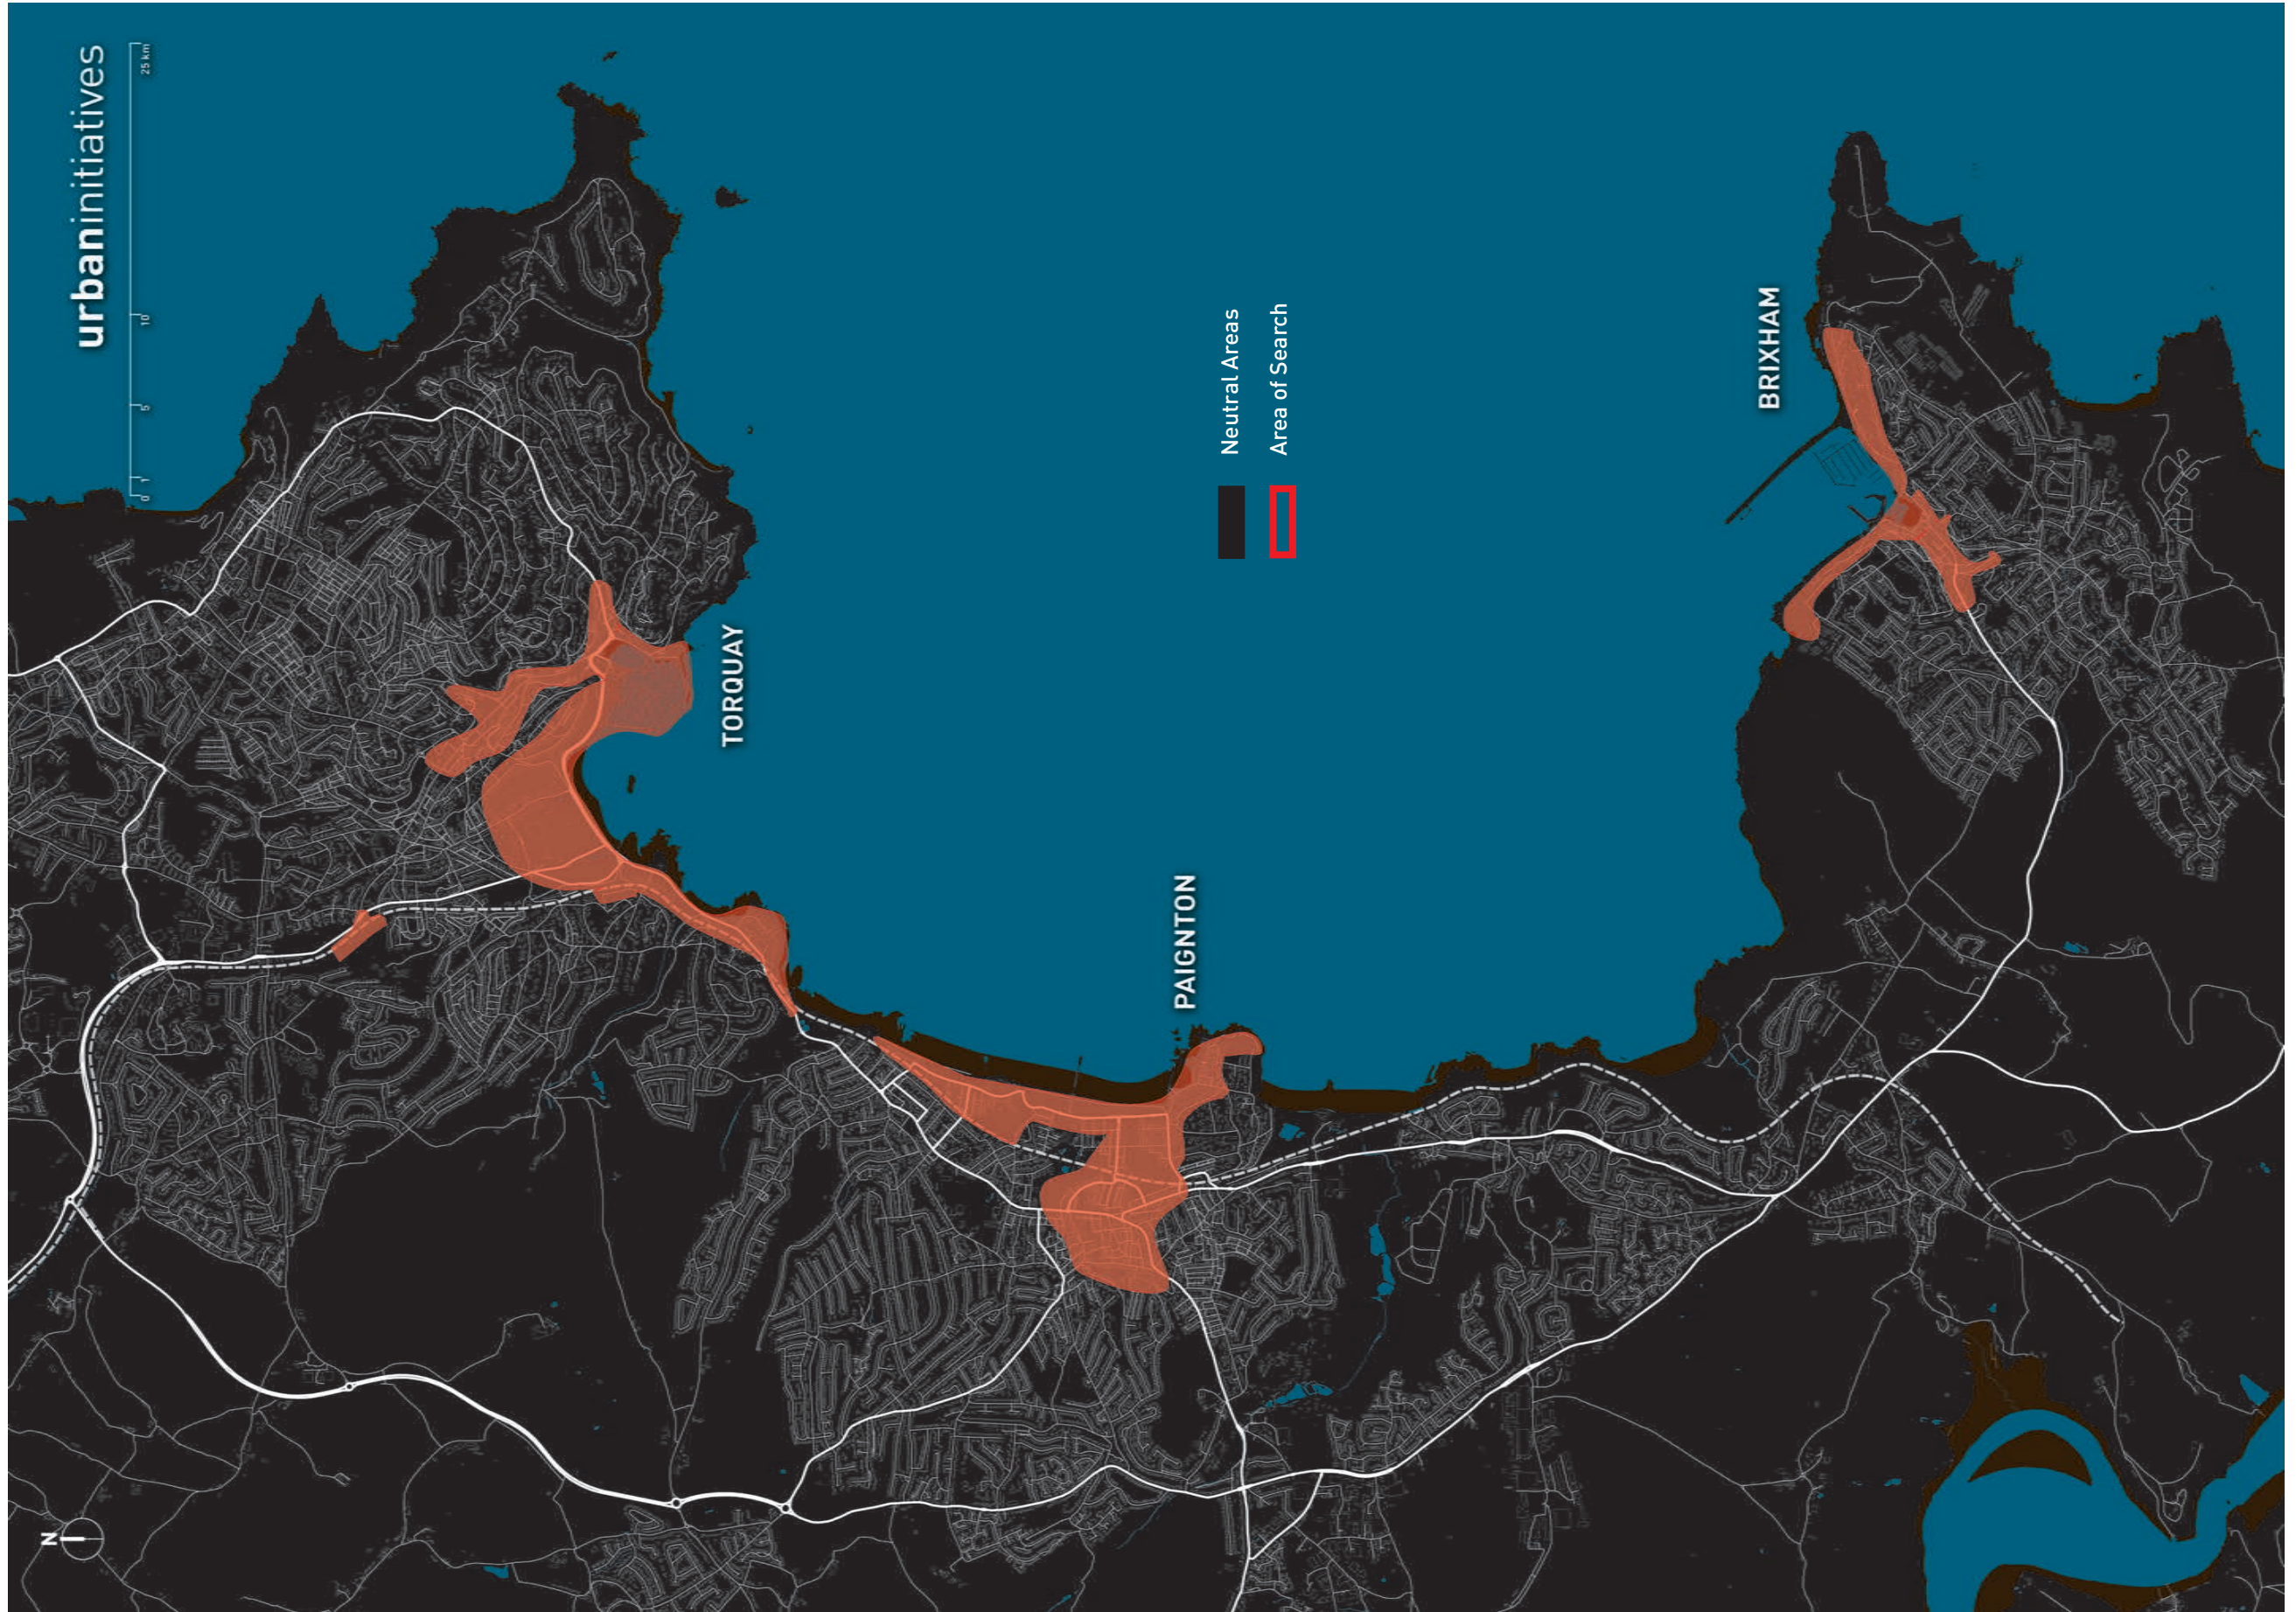 urbaninitiatives
0 1 5 10 25 km
TORQUAY
PAIGNTON
BRIXHAM
Neutral Areas
Area of Search
N